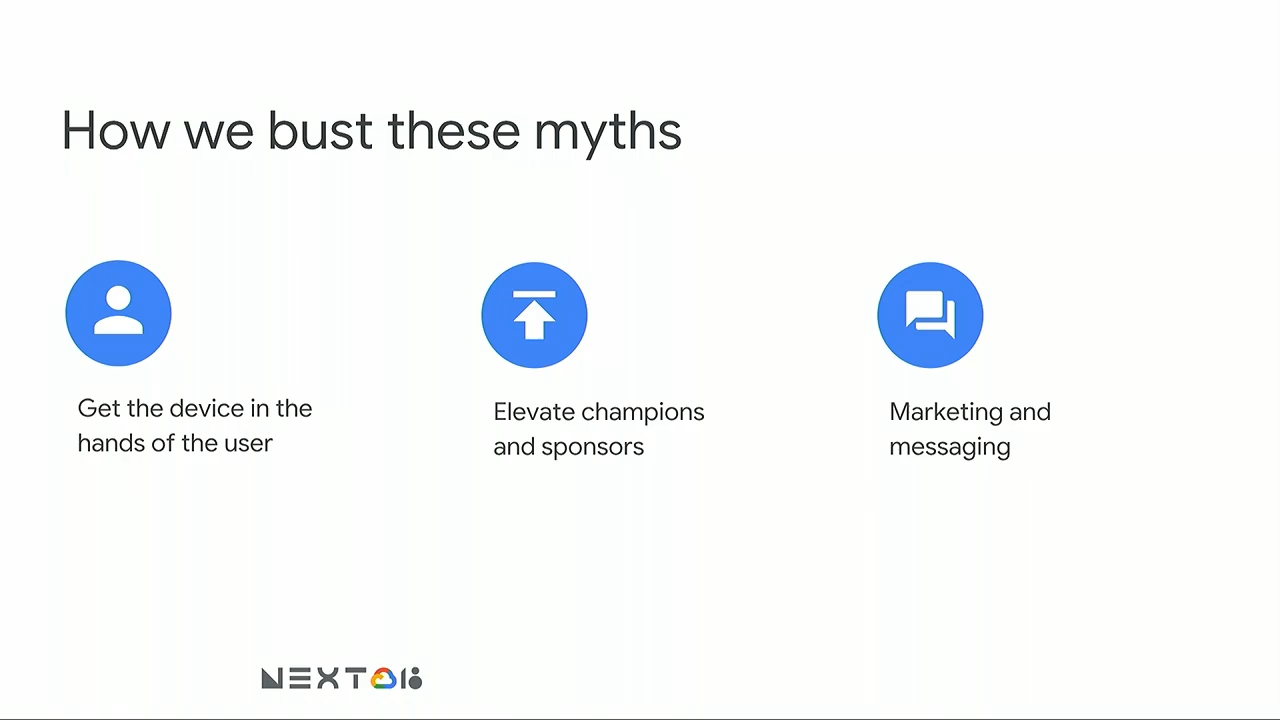 How we bust these myths
Get the device in the
hands of the user
Elevate champions
and sponsors
Marketing and
messaging
NEXT 18